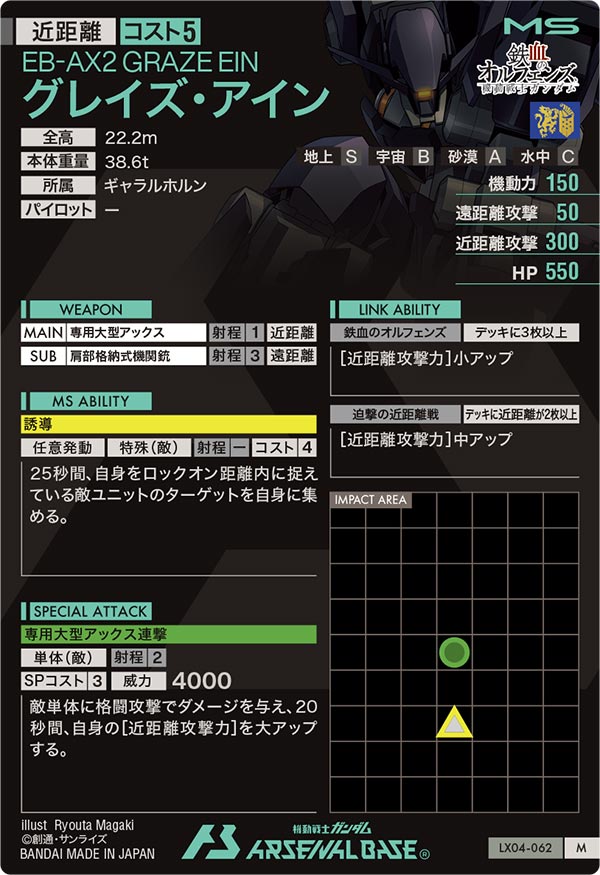 近距離 コスト5
MS
EB-AX2 GRAZE EIN
グレイズ・アイン
鉄血の
オルフェンズ
機動戦士ガンダム
全高 22.2m
本体重量 38.6t
所属 ギャラルホルン
パイロット ー
地上 S 宇宙 B 砂漠 A 水中 C
機動力 150
遠距離攻撃 50
近距離攻撃 300
HP 550
WEAPON
MAIN 専用大型アックス 射程 1 近距離
SUB 肩部格納式機関銃 射程 3 遠距離
MS ABILITY
誘導
任意発動 特殊(敵) 射程 ー コスト 4
25秒間、自身をロックオン距離内に捉え
ている敵ユニットのターゲットを自身に集
める。
SPECIAL ATTACK
専用大型アックス連撃
単体(敵) 射程 2
SPコスト 3 威力 4000
敵単体に格闘攻撃でダメージを与え、20
秒間、自身の[近距離攻撃力]を大アップ
する。
LINK ABILITY
鉄血のオルフェンズ デッキに3枚以上
[近距離攻撃力]小アップ
迫撃の近距離戦 デッキに近距離が2枚以上
[近距離攻撃力]中アップ
IMPACT AREA
illust Ryouta Magaki
©創通・サンライズ
BANDAI MADE IN JAPAN
機動戦士ガンダム
ARSENAL BASE®
LX04-062 M